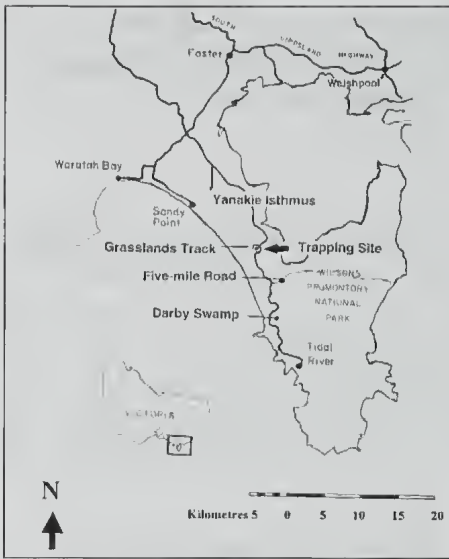 SOUTH
GIPPSLAND
HIGHWAY
Foster
Welshpool
Waratah Bay
Yanakie Isthmus
Sandy Point
Grasslands Track
Trapping Site
Five-mile Road
WILSONS
PROMONTORY
NATIONAL
PARK
Darby Swamp
Tidal
River
VICTORIA
N
Kilometres 5 0 5 10 15 20